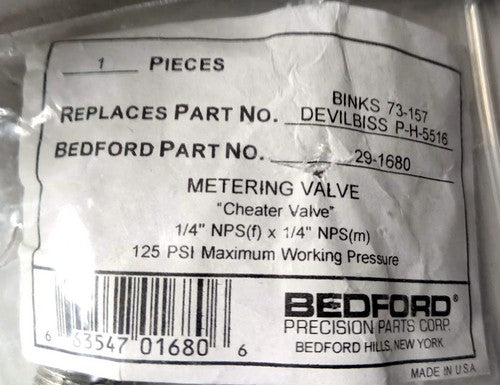 1 PIECES
BINKS 73-157
REPLACES PART NO. DEVILBISS P-H-5516
BEDFORD PART NO. 29-1680
METERING VALVE
"Cheater Valve"
1/4" NPS(f) x 1/4" NPS(m)
125 PSI Maximum Working Pressure
BEDFORD®
PRECISION PARTS CORP.
BEDFORD HILLS, NEW YORK
6 63547 01680 6
MADE IN U.S.A.